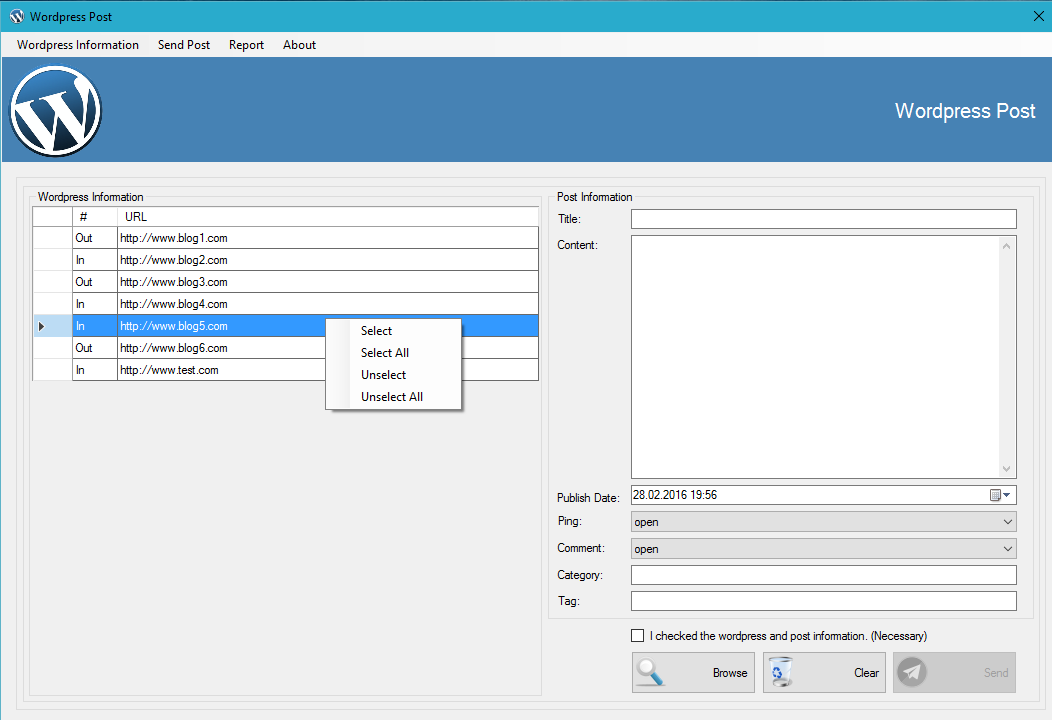 Wordpress Post
Wordpress Information Send Post Report About
Wordpress Post
Wordpress Information
# URL
Out http://www.blog1.com
In http://www.blog2.com
Out http://www.blog3.com
In http://www.blog4.com
In http://www.blog5.com
Out http://www.blog6.com
In http://www.test.com
Select
Select All
Unselect
Unselect All
Post Information
Title:
Content:
Publish Date: 28.02.2016 19:56
Ping: open
Comment: open
Category:
Tag:
I checked the wordpress and post information. (Necessary)
Browse Clear Send